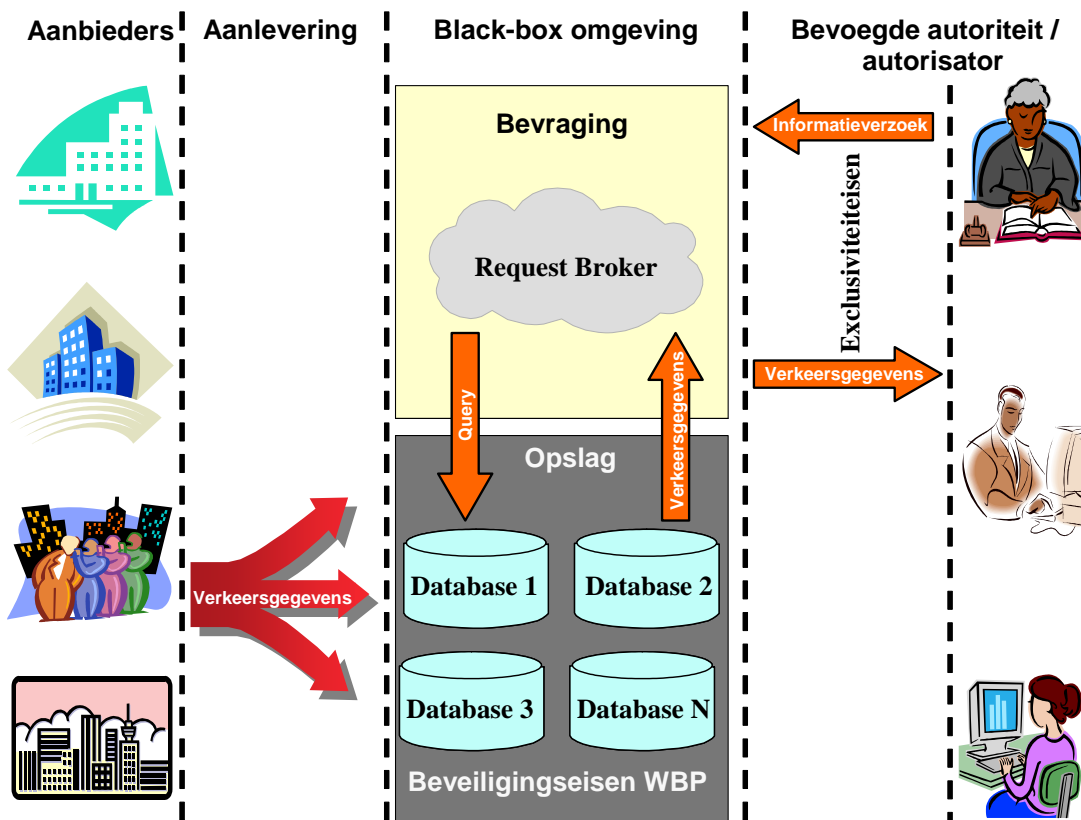 Aanbieders
Aanlevering
Black-box omgeving
Bevoegde autoriteit /
autorisator
Bevraging
Informatieverzoek
Exclusiviteiteisen
Request Broker
Verkeersgegevens
Query
Verkeersgegevens
Opslag
Database 1
Database 2
Verkeersgegevens
Database 3
Database N
Beveiligingseisen WBP